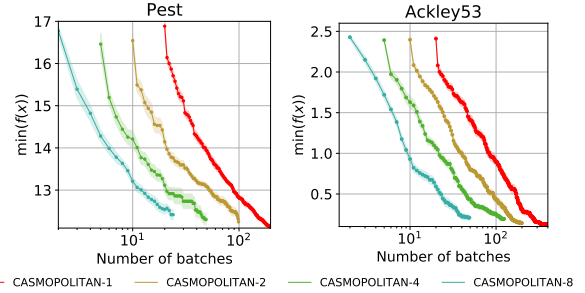 Pest
17
16
15
14
13
min(f(x))
10¹
10²
Number of batches
Ackley53
2.5
2.0
1.5
1.0
0.5
min(f(x))
10¹
10²
Number of batches
CASMOPOLITAN-1 CASMOPOLITAN-2 CASMOPOLITAN-4 CASMOPOLITAN-8